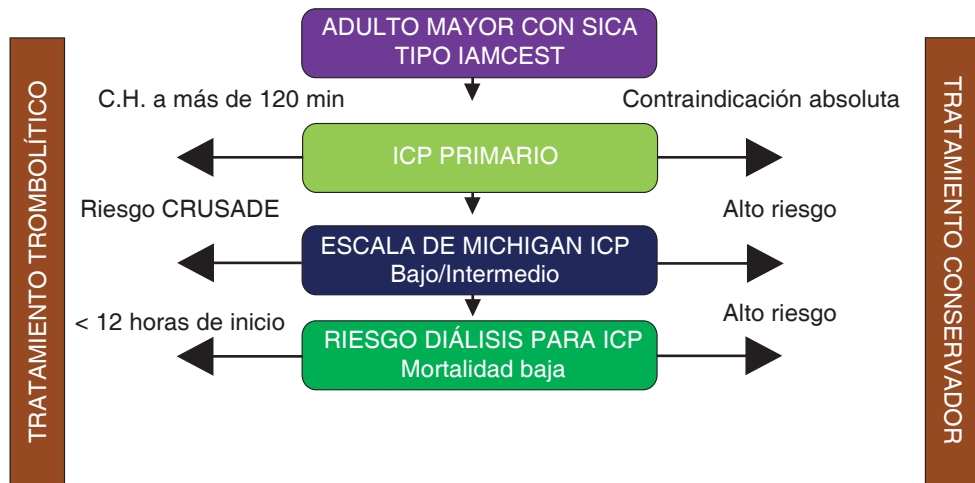 ADULTO MAYOR CON SICA
TIPO IAMCEST
C.H. a más de 120 min
Contraindicación absoluta
ICP PRIMARIO
Riesgo CRUSADE
Alto riesgo
ESCALA DE MICHIGAN ICP
Bajo/Intermedio
< 12 horas de inicio
Alto riesgo
RIESGO DIÁLISIS PARA ICP
Mortalidad baja
TRATAMIENTO TROMBOLÍTICO
TRATAMIENTO CONSERVADOR